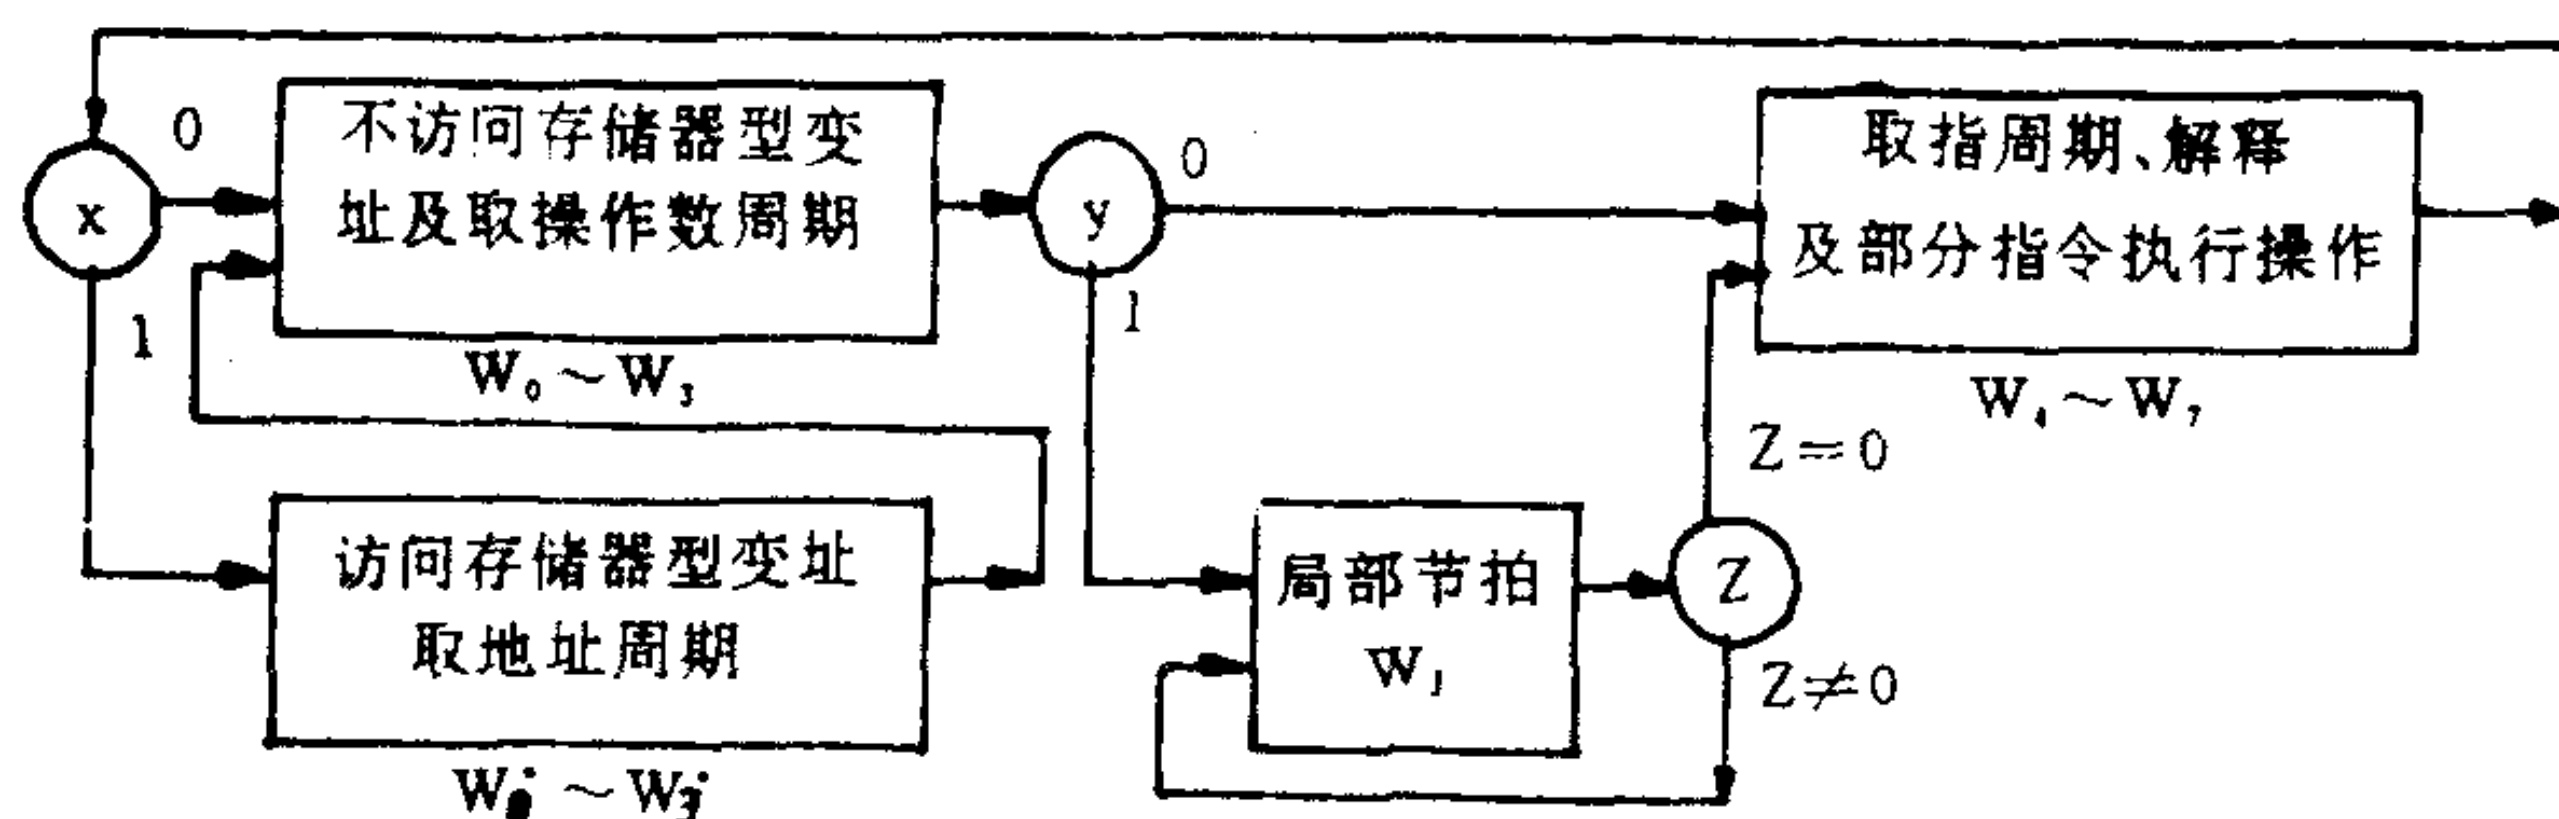 x
0
1
不访问存储器型变
址及取操作数周期
W₀～W₃
访问存储器型变址
取地址周期
W₀*～W₃*
y
0
1
局部节拍
Wⱼ
Z
Z＝0
Z≠0
取指周期、解释
及部分指令执行操作
W₄～W₇